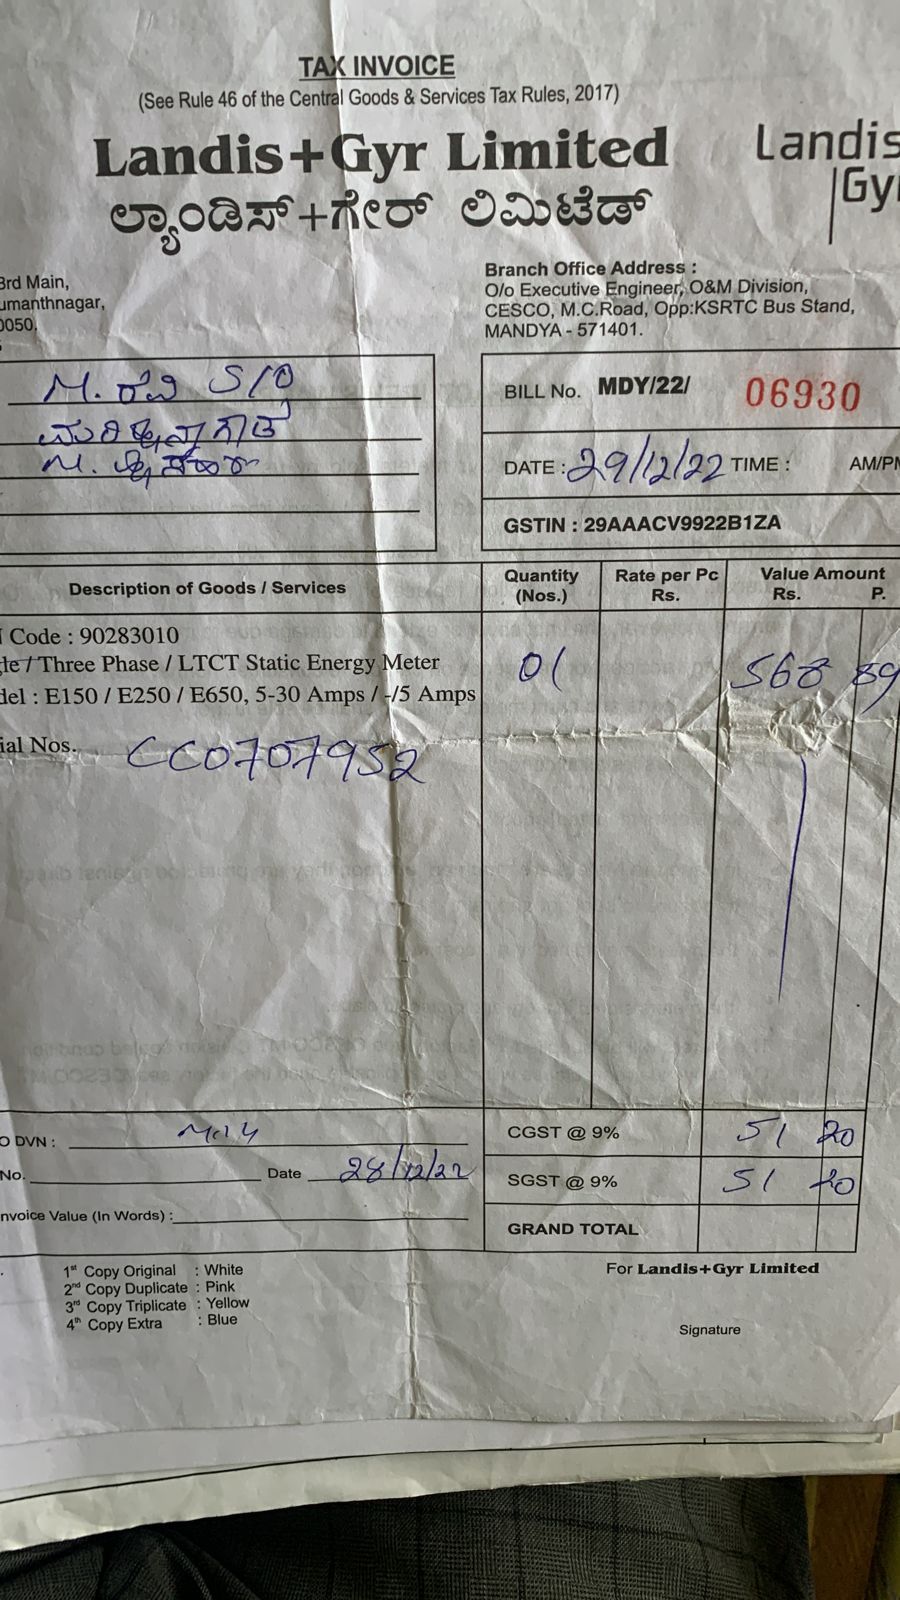 TAX INVOICE
(See Rule 46 of the Central Goods & Services Tax Rules, 2017)
Landis+Gyr Limited
Landis
Gyr
ಲ್ಯಾಂಡಿಸ್+ಗೇರ್ ಲಿಮಿಟೆಡ್
3rd Main,
umanthnagar,
0050.
Branch Office Address :
O/o Executive Engineer, O&M Division,
CESCO, M.C.Road, Opp:KSRTC Bus Stand,
MANDYA - 571401.
M. ರವಿ S/O
BILL No. MDY/22/ 06930
DATE : 29/12/22 TIME : AM/PM
GSTIN : 29AAACV9922B1ZA
Description of Goods / Services Quantity (Nos.) Rate per Pc Rs. Value Amount Rs. P.
Code : 90283010
le / Three Phase / LTCT Static Energy Meter 01 568 89
del : E150 / E250 / E650, 5-30 Amps / -/5 Amps
ial Nos. CC0707952
O DVN : CGST @ 9% 51 20
No. Date 28/12/22 SGST @ 9% 51 20
nvoice Value (In Words) : GRAND TOTAL
1st Copy Original : White
2nd Copy Duplicate : Pink
3rd Copy Triplicate : Yellow
4th Copy Extra : Blue
For Landis+Gyr Limited
Signature